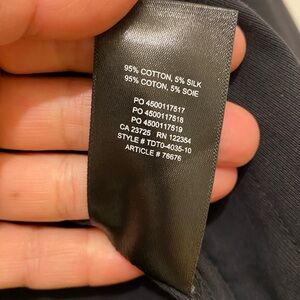 95% COTTON, 5% SILK
95% COTON, 5% SOIE
PO 4500117517
PO 4500117518
PO 4500117519
CA 23725 RN 122354
STYLE # TDT0-4035-10
ARTICLE # 78676